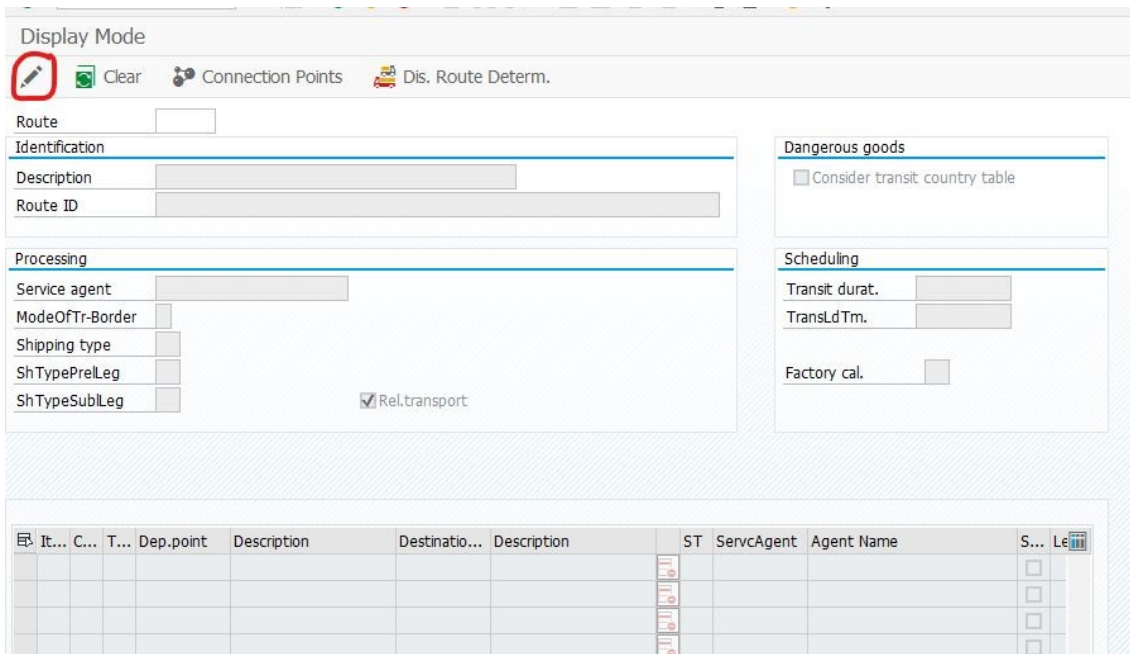 Display Mode
Clear Connection Points Dis. Route Determ.
Route
Identification
Description
Route ID
Dangerous goods
Consider transit country table
Processing
Service agent
ModeOfTr-Border
Shipping type
ShTypePrelLeg
ShTypeSublLeg
Rel.transport
Scheduling
Transit durat.
TransLdTm.
Factory cal.
It... C... T... Dep.point Description Destinatio... Description ST ServcAgent Agent Name S... Le